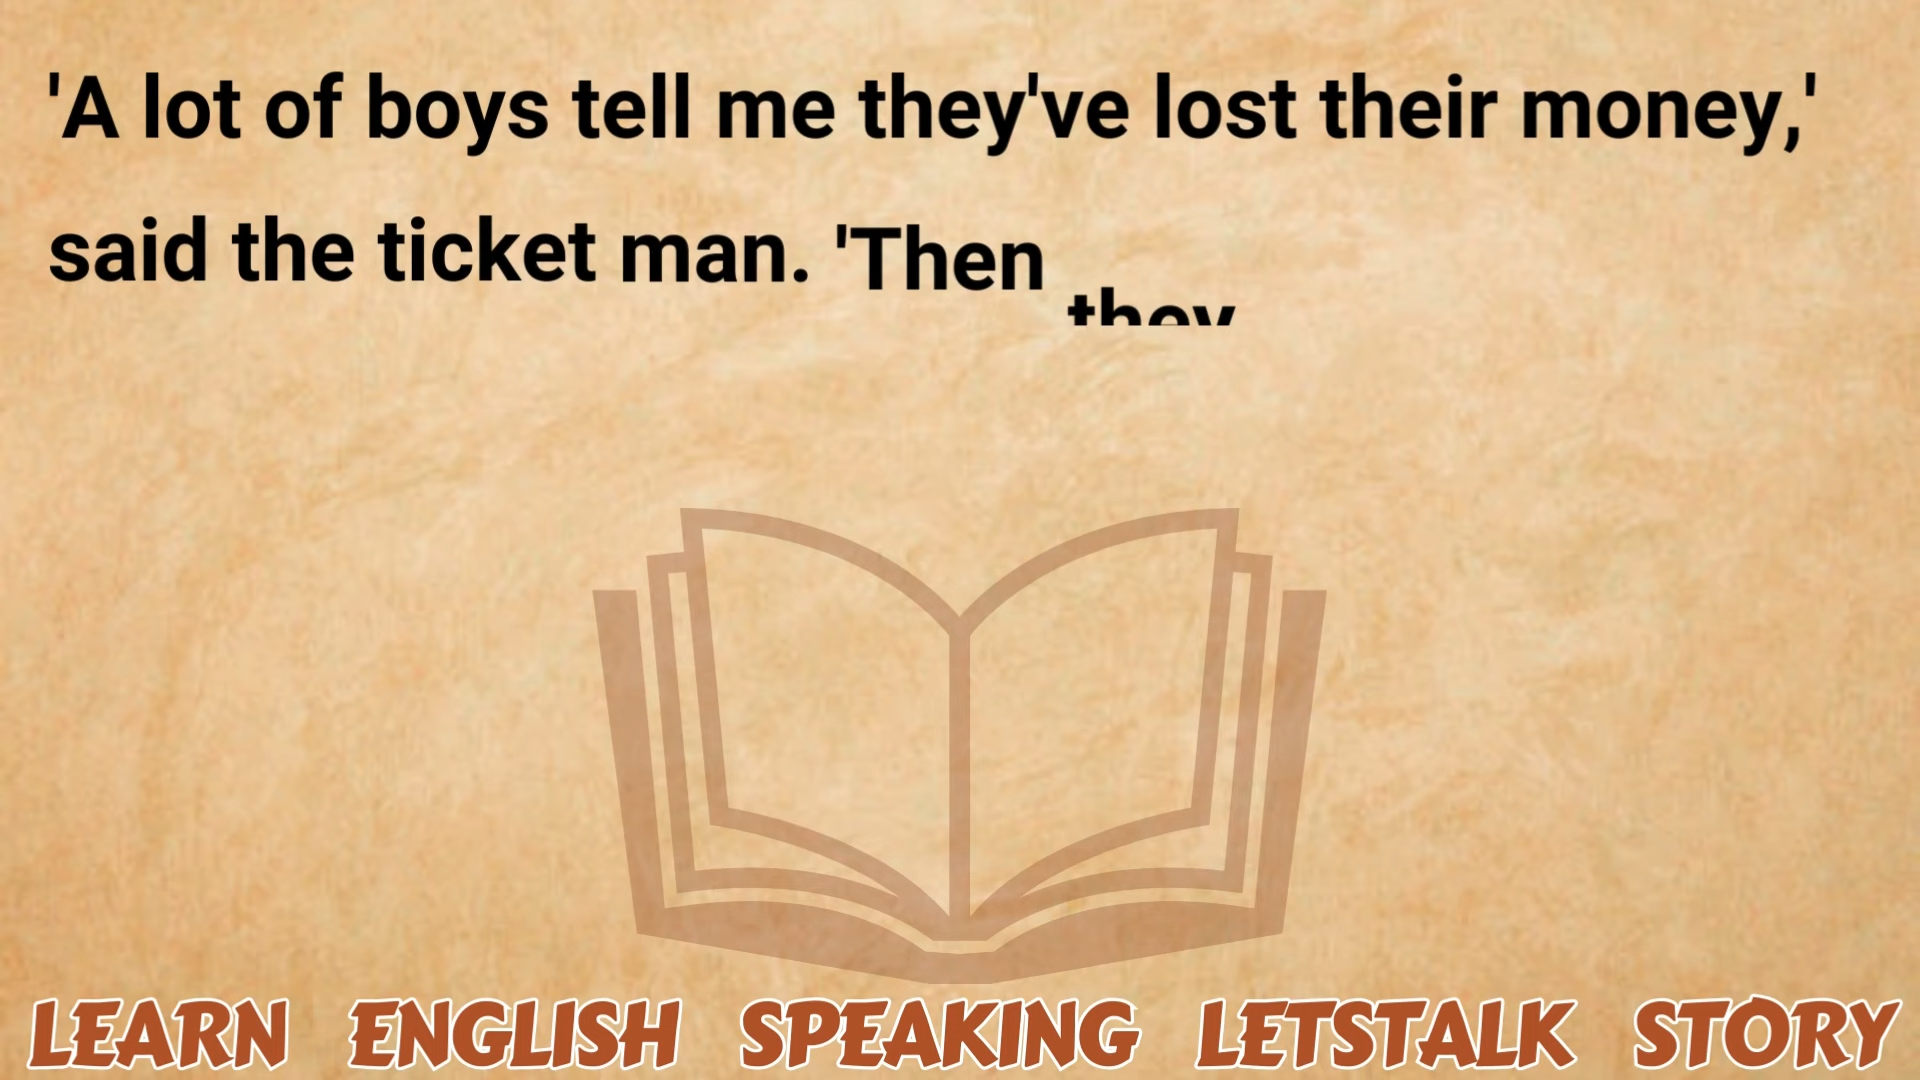 'A lot of boys tell me they've lost their money,'
said the ticket man. 'Then they
LEARN ENGLISH SPEAKING LETSTALK STORY